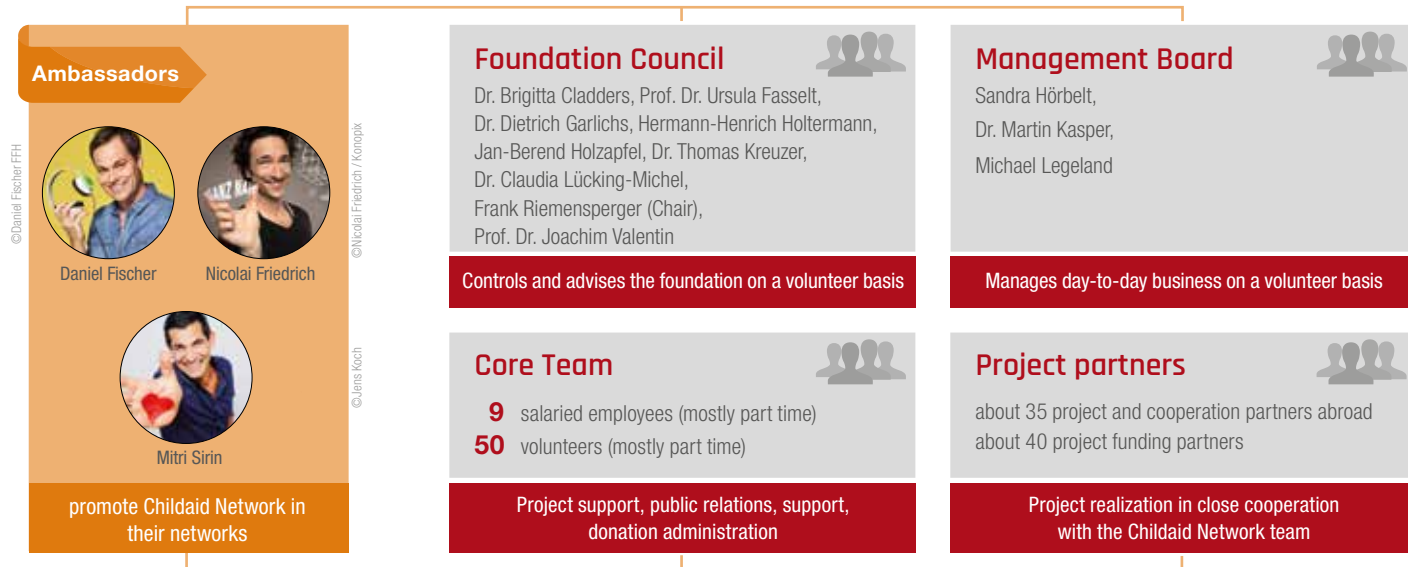 Ambassadors
©Daniel Fischer FFH
©Nicolai Friedrich / Konopix
Daniel Fischer
Nicolai Friedrich
©Jens Koch
Mitri Sirin
promote Childaid Network in
their networks
Foundation Council
Dr. Brigitta Cladders, Prof. Dr. Ursula Fasselt,
Dr. Dietrich Garlichs, Hermann-Henrich Holtermann,
Jan-Berend Holzapfel, Dr. Thomas Kreuzer,
Dr. Claudia Lücking-Michel,
Frank Riemensperger (Chair),
Prof. Dr. Joachim Valentin
Controls and advises the foundation on a volunteer basis
Management Board
Sandra Hörbelt,
Dr. Martin Kasper,
Michael Legeland
Manages day-to-day business on a volunteer basis
Core Team
9 salaried employees (mostly part time)
50 volunteers (mostly part time)
Project support, public relations, support,
donation administration
Project partners
about 35 project and cooperation partners abroad
about 40 project funding partners
Project realization in close cooperation
with the Childaid Network team